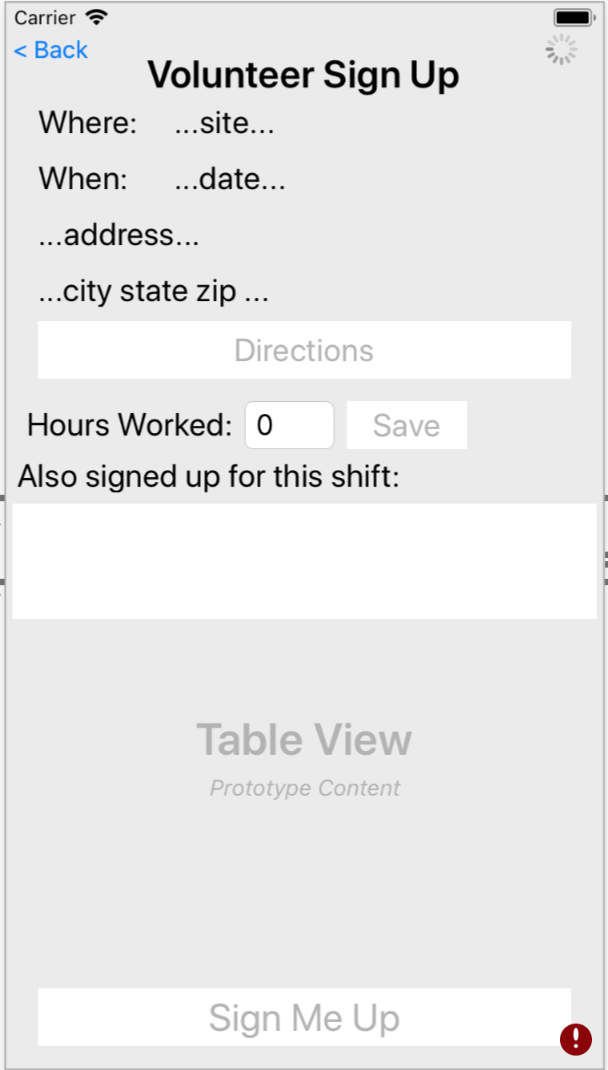 Carrier
< Back
Volunteer Sign Up
Where: ...site...
When: ...date...
...address...
...city state zip ...
Directions
Hours Worked: 0 Save
Also signed up for this shift:
Table View
Prototype Content
Sign Me Up
!